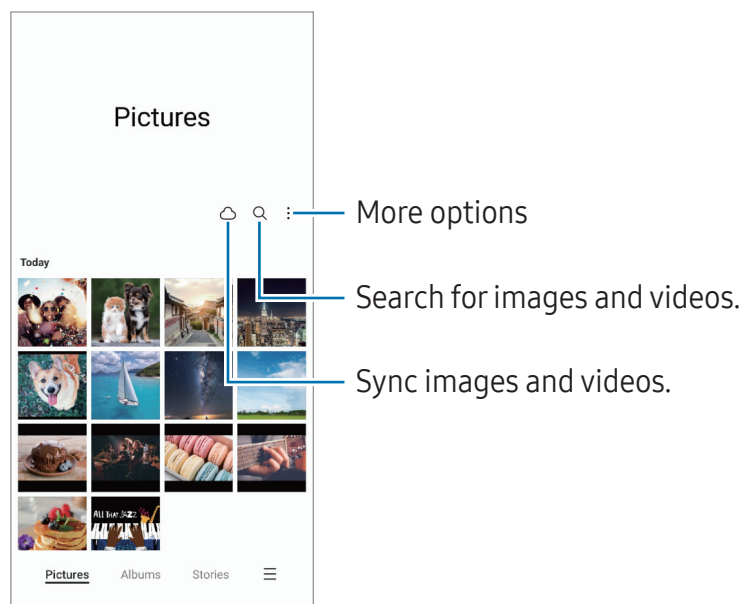 Pictures
More options
Today
Search for images and videos.
Sync images and videos.
ALL THAT JAZZ
Pictures Albums Stories